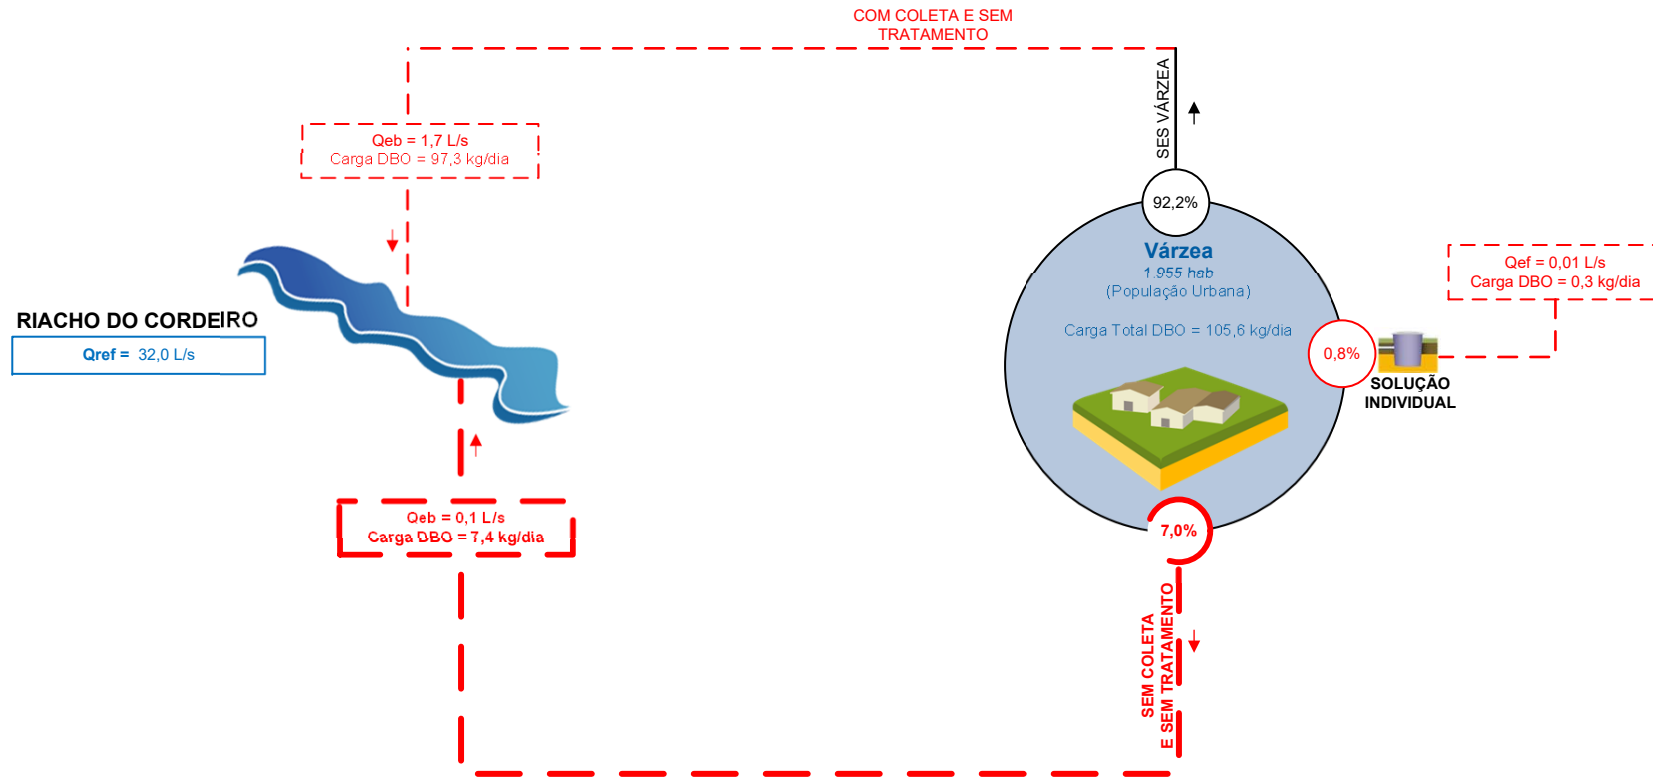 COM COLETA E SEM
TRATAMENTO
SES VÁRZEA
Qeb = 1,7 L/s
Carga DBO = 97,3 kg/dia
92,2%
Várzea
1.955 hab
(População Urbana)
Carga Total DBO = 105,6 kg/dia
Qef = 0,01 L/s
Carga DBO = 0,3 kg/dia
RIACHO DO CORDEIRO
Qref = 32,0 L/s
0,8%
SOLUÇÃO
INDIVIDUAL
Qeb = 0,1 L/s
Carga DBO = 7,4 kg/dia
7,0%
SEM COLETA
E SEM TRATAMENTO